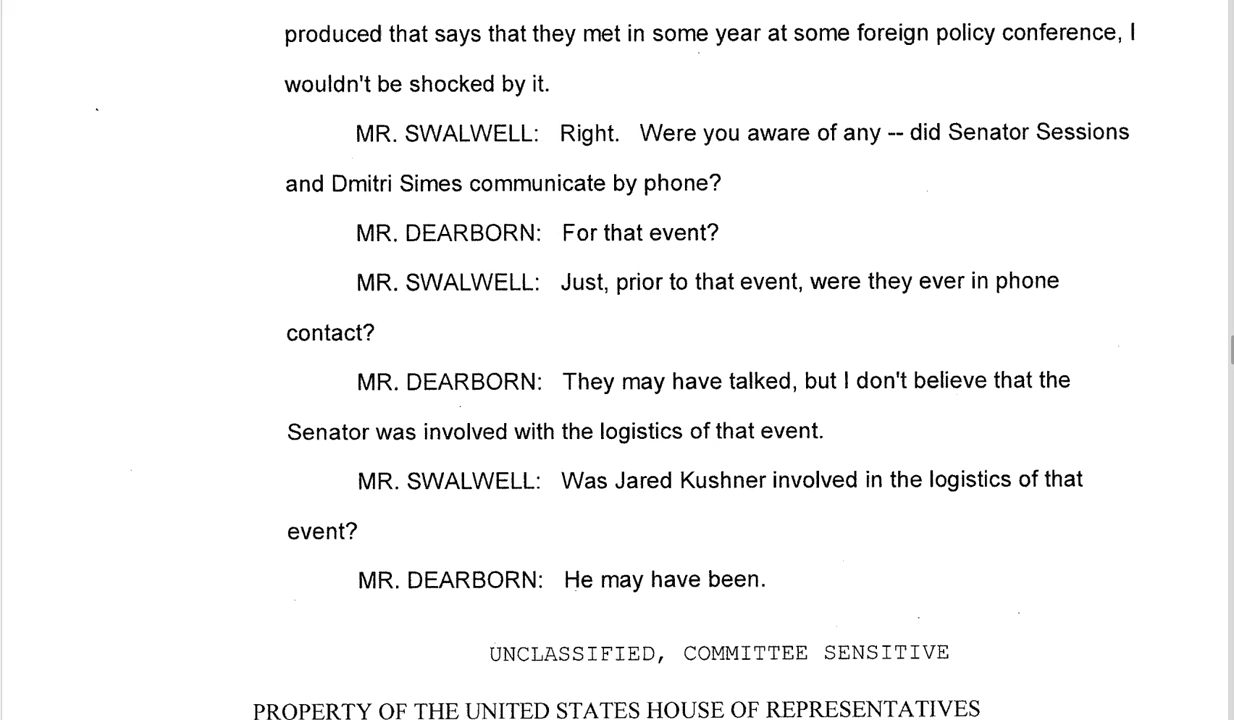 produced that says that they met in some year at some foreign policy conference, I
wouldn't be shocked by it.
MR. SWALWELL: Right. Were you aware of any -- did Senator Sessions
and Dmitri Simes communicate by phone?
MR. DEARBORN: For that event?
MR. SWALWELL: Just, prior to that event, were they ever in phone
contact?
MR. DEARBORN: They may have talked, but I don't believe that the
Senator was involved with the logistics of that event.
MR. SWALWELL: Was Jared Kushner involved in the logistics of that
event?
MR. DEARBORN: He may have been.
UNCLASSIFIED, COMMITTEE SENSITIVE
PROPERTY OF THE UNITED STATES HOUSE OF REPRESENTATIVES